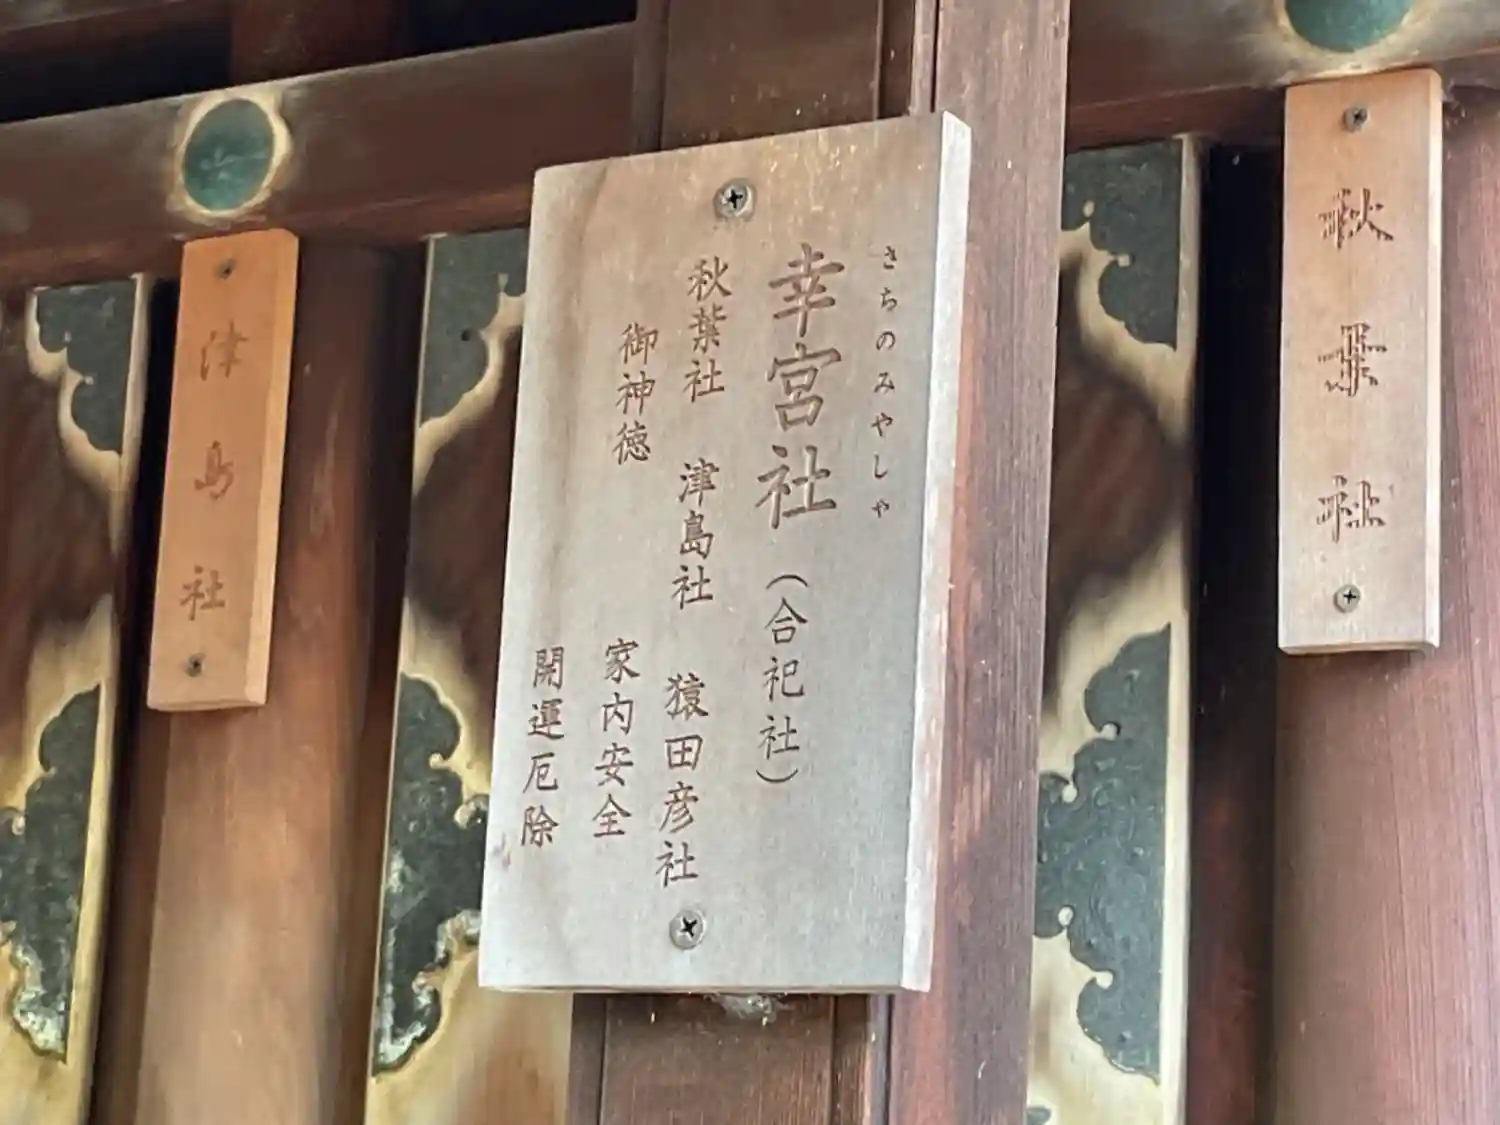 秋葉社
さちのみやしゃ
幸宮社（合祀社）
秋葉社　津島社　猿田彦社
御神徳　家内安全
開運厄除
津島社